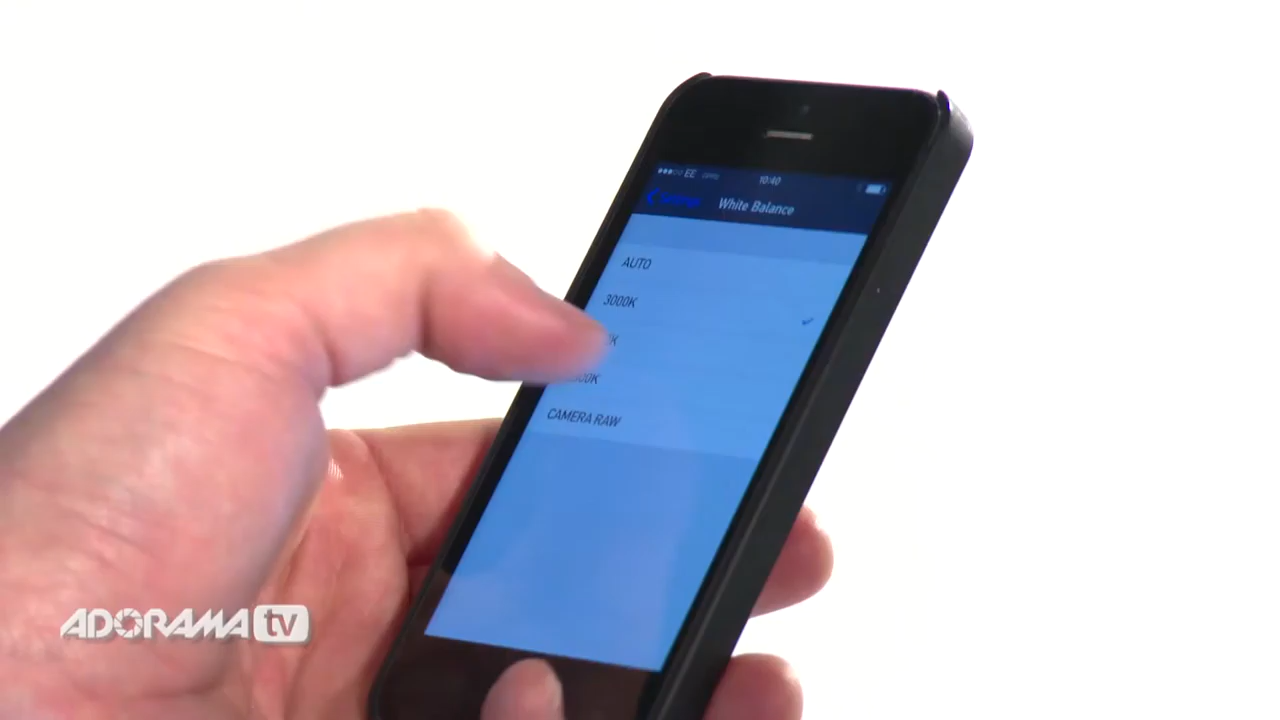 EE 10:40
White Balance
AUTO
3000K
CAMERA RAW
ADORAMA tv